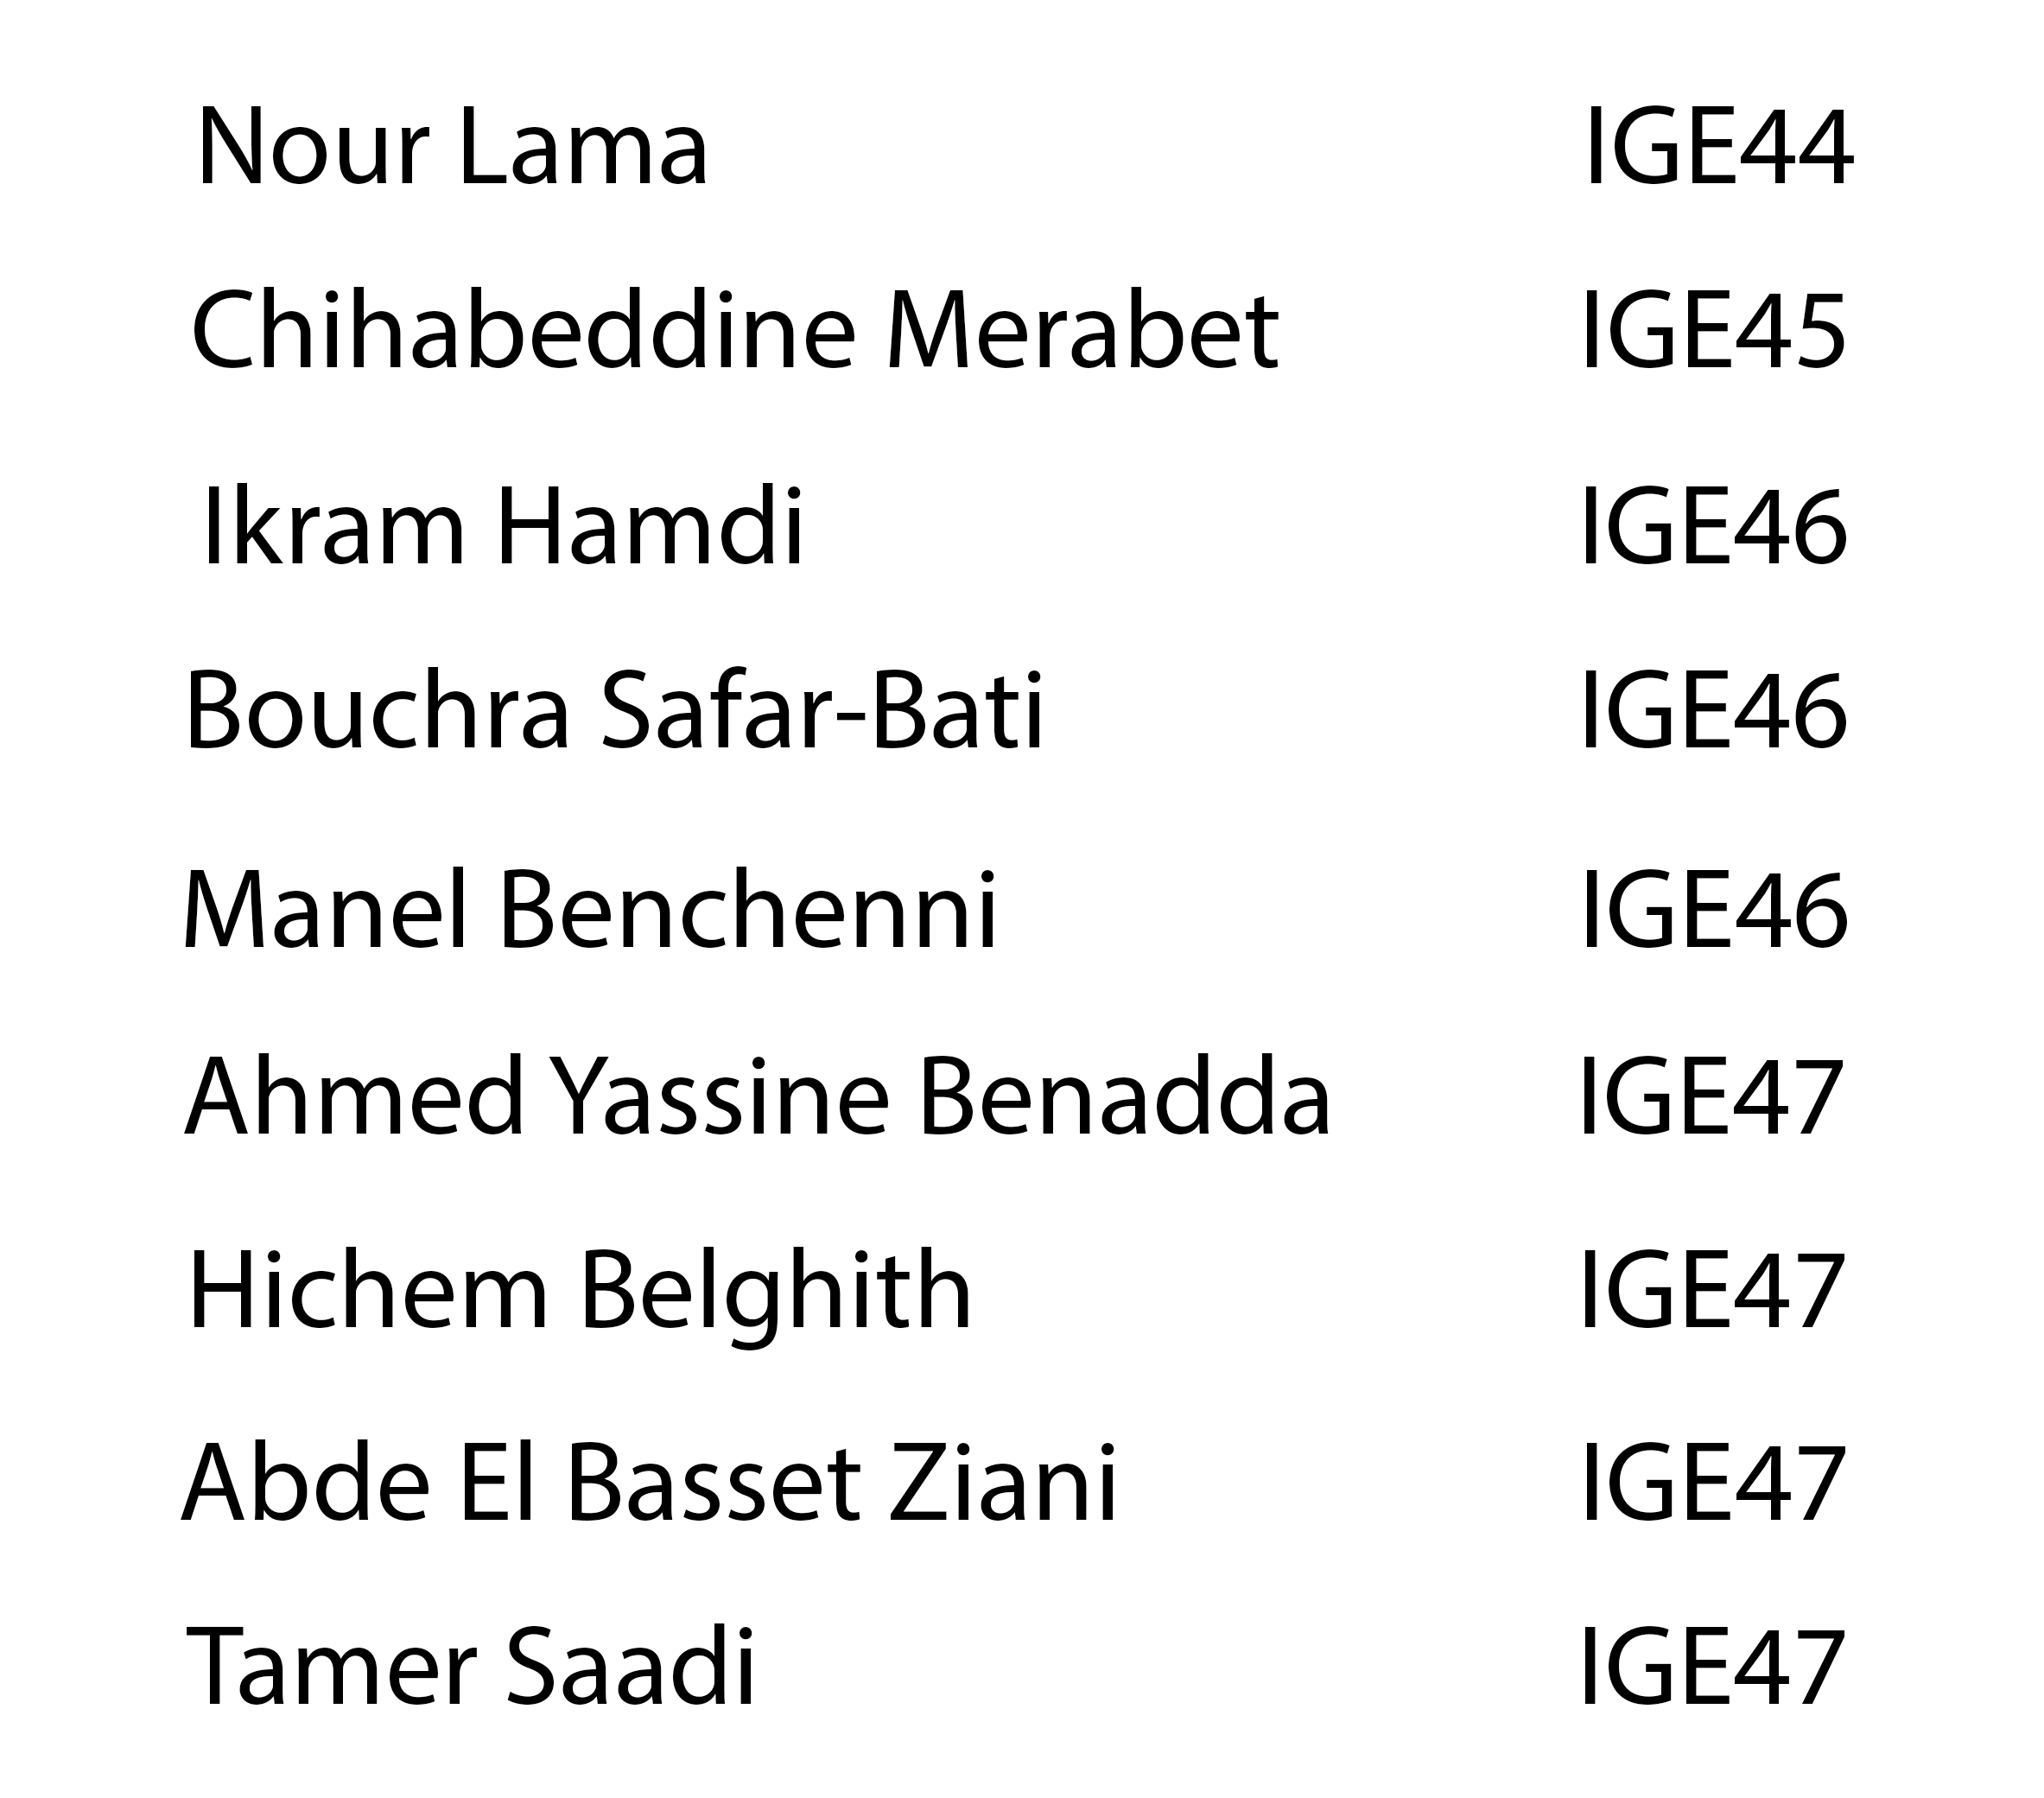 Nour Lama IGE44
Chihabeddine Merabet IGE45
Ikram Hamdi IGE46
Bouchra Safar-Bati IGE46
Manel Benchenni IGE46
Ahmed Yassine Benadda IGE47
Hichem Belghith IGE47
Abde El Basset Ziani IGE47
Tamer Saadi IGE47